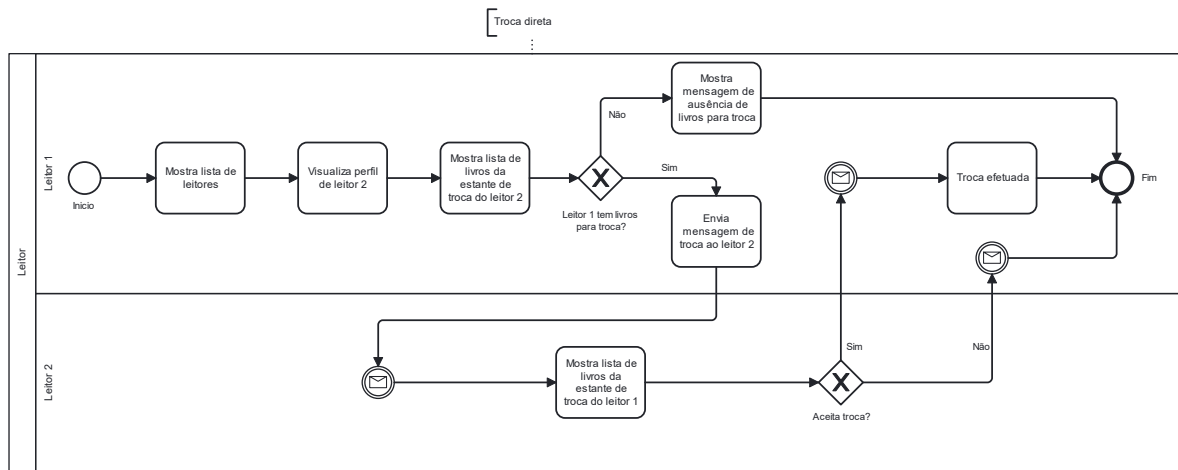 Troca direta
Leitor
Leitor 1
Inicio
Mostra lista de
leitores
Visualiza perfil
de leitor 2
Mostra lista de
livros da
estante de
troca do leitor 2
Leitor 1 tem livros
para troca?
Não
Mostra
mensagem de
ausência de
livros para troca
Sim
Envia
mensagem de
troca ao leitor 2
Troca efetuada
Fim
Leitor 2
Mostra lista de
livros da
estante de
troca do leitor 1
Aceita troca?
Sim
Não